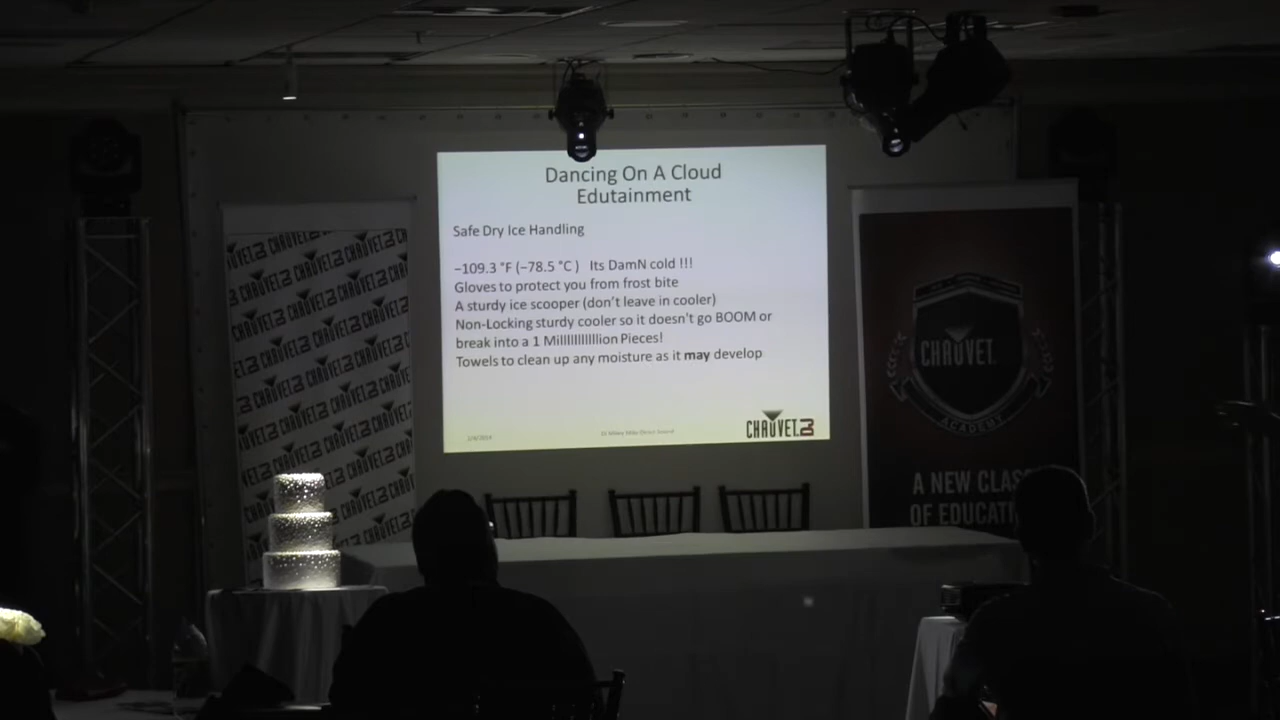 Dancing On A Cloud
Edutainment
Safe Dry Ice Handling
–109.3 °F (–78.5 °C )   Its DamN cold !!!
Gloves to protect you from frost bite
A sturdy ice scooper (don't leave in cooler)
Non-Locking sturdy cooler so it doesn't go BOOM or
break into a 1 Millllllllllllion Pieces!
Towels to clean up any moisture as it may develop
CHAUVET DJ
CHAUVET
ACADEMY
A NEW CLASS
OF EDUCATI